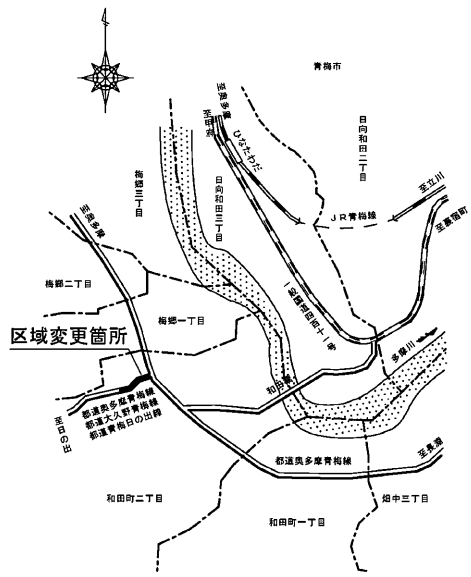 青梅市
至奥多摩
至甲府
ひなたわだ
日向和田二丁目
梅郷三丁目
日向和田三丁目
至立川
JR青梅線
至裏宿町
至奥多摩
梅郷二丁目
一般国道四百十一号
梅郷一丁目
区域変更箇所
多摩川
和田橋
都道奥多摩青梅線
都道大久野青梅線
都道青梅日の出線
至日の出
都道奥多摩青梅線
至長淵
和田町二丁目
畑中三丁目
和田町一丁目